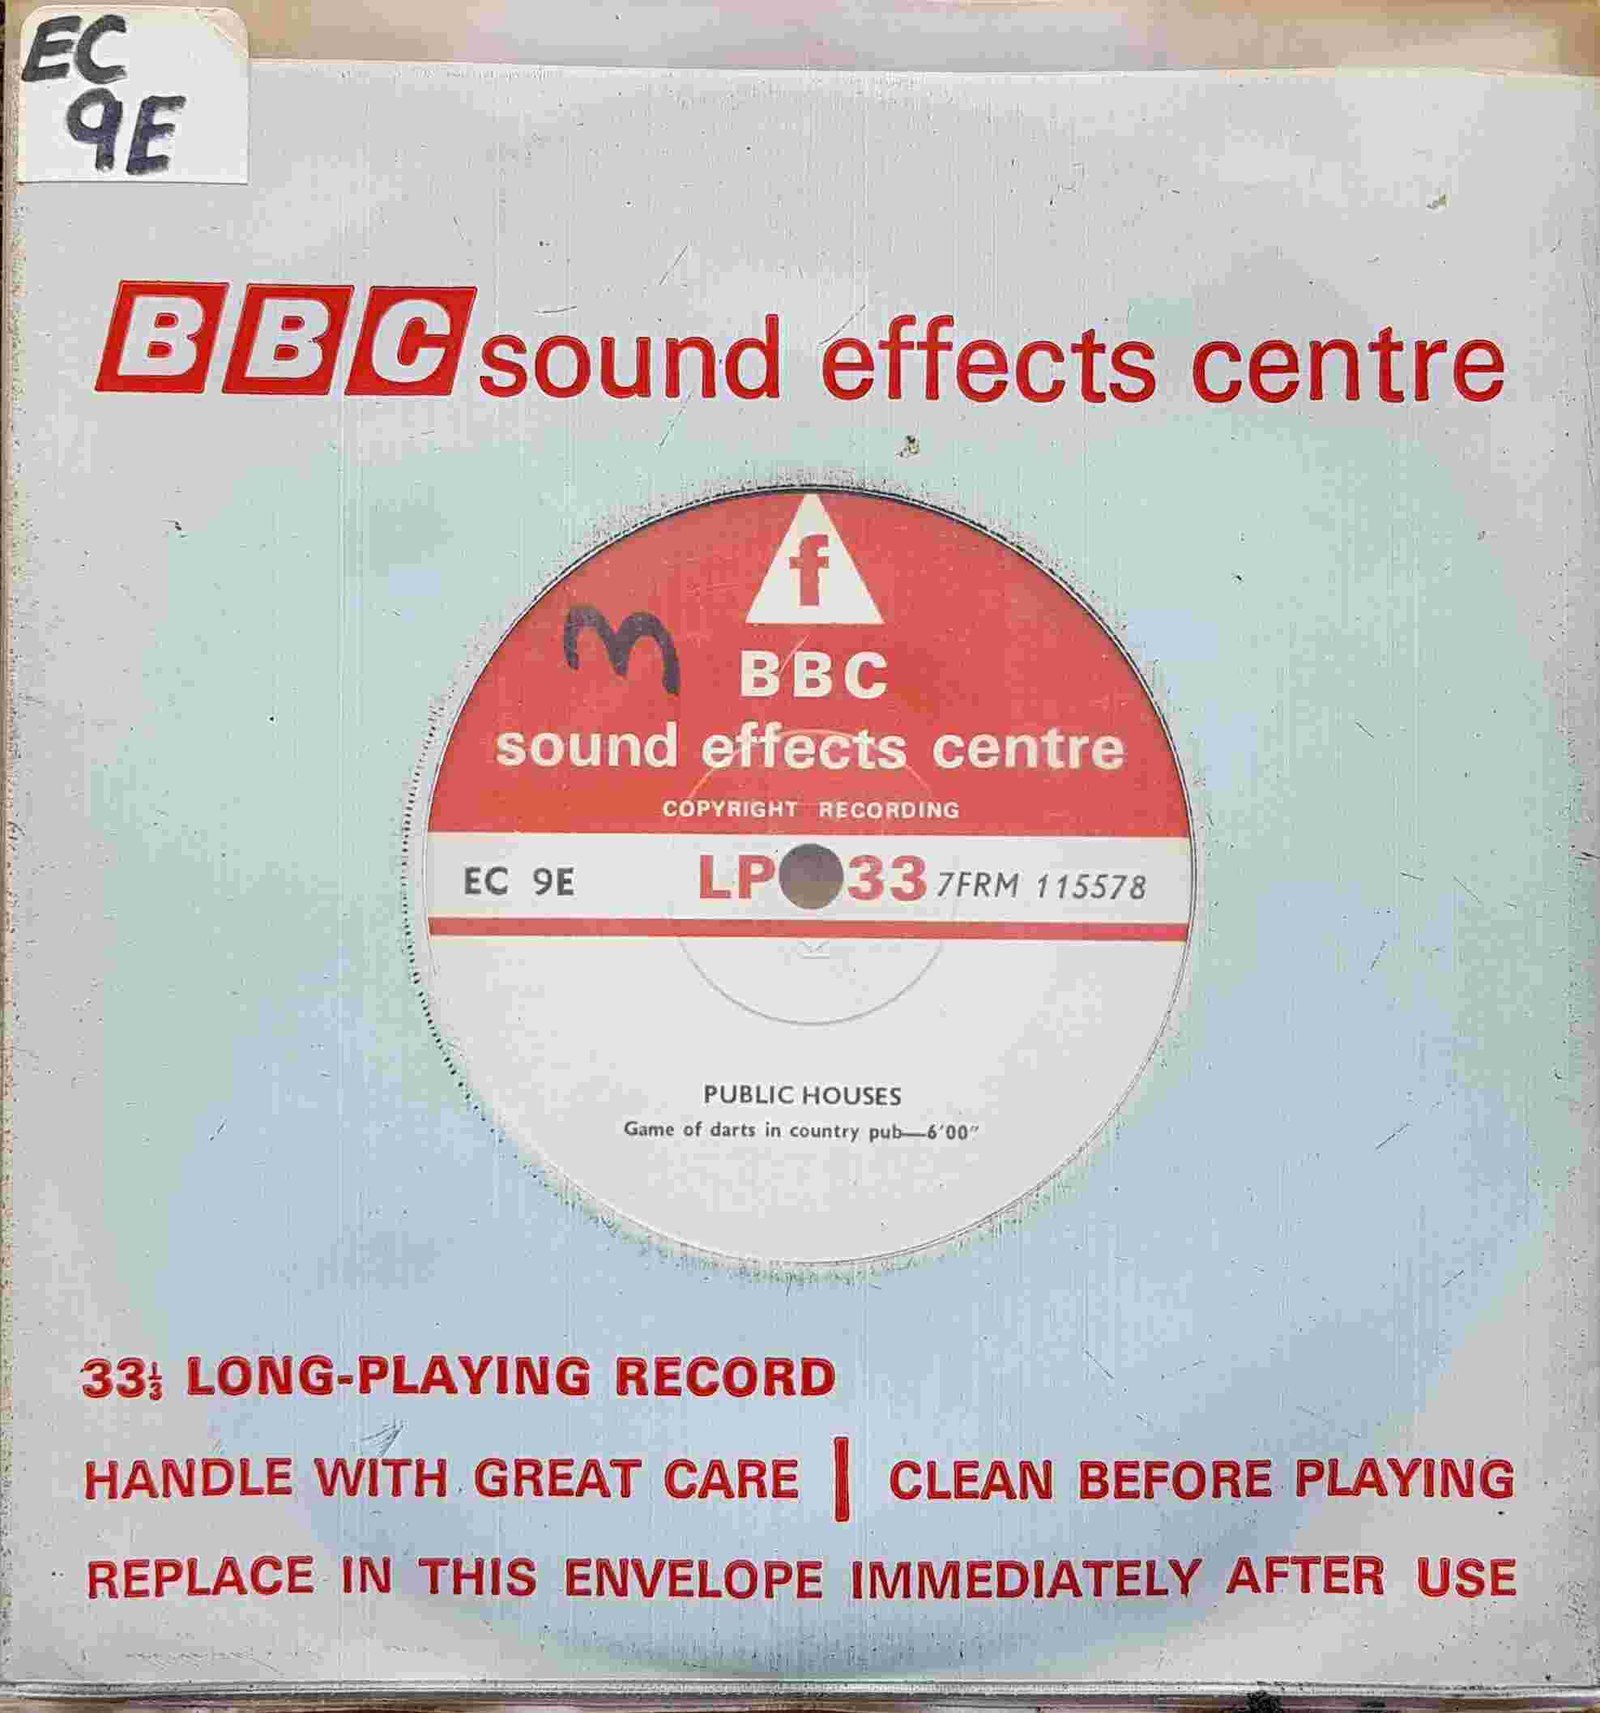 EC
9E
BBC sound effects centre
f
m
BBC
sound effects centre
COPYRIGHT RECORDING
EC 9E LP 33 7FRM 115578
PUBLIC HOUSES
Game of darts in country pub—6'00"
33⅓ LONG-PLAYING RECORD
HANDLE WITH GREAT CARE | CLEAN BEFORE PLAYING
REPLACE IN THIS ENVELOPE IMMEDIATELY AFTER USE